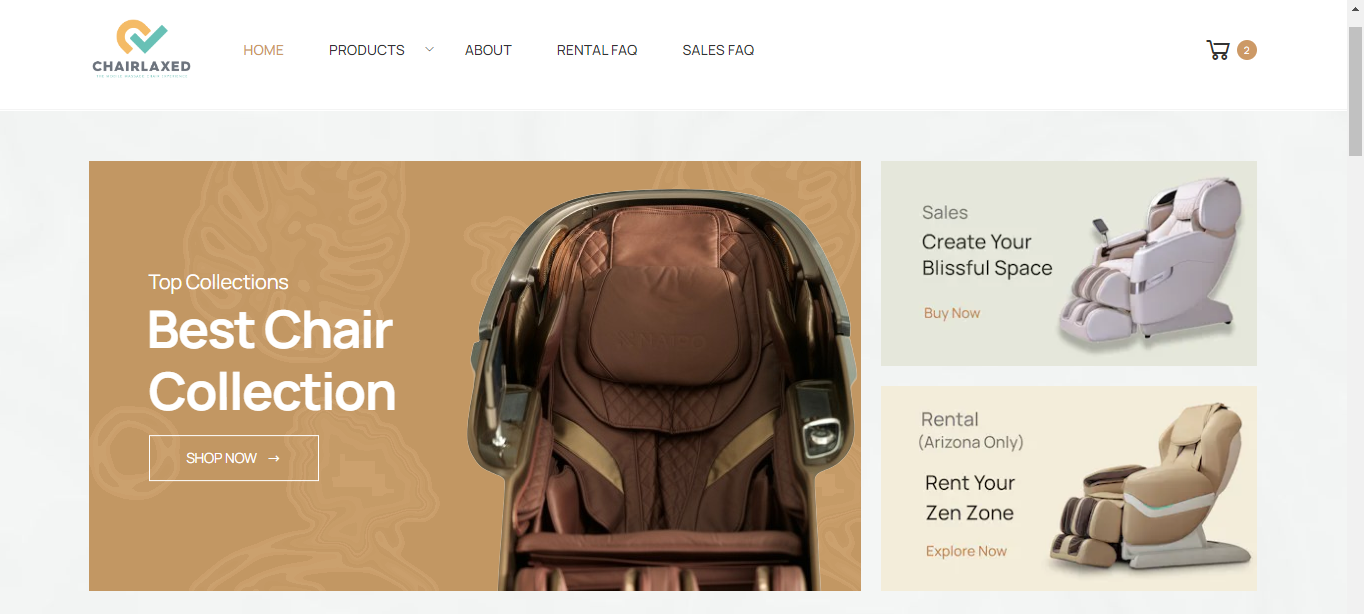 CHAIRLAXED
HOME
PRODUCTS
ABOUT
RENTAL FAQ
SALES FAQ
2
Top Collections
Best Chair
Collection
SHOP NOW →
Sales
Create Your
Blissful Space
Buy Now
Rental
(Arizona Only)
Rent Your
Zen Zone
Explore Now